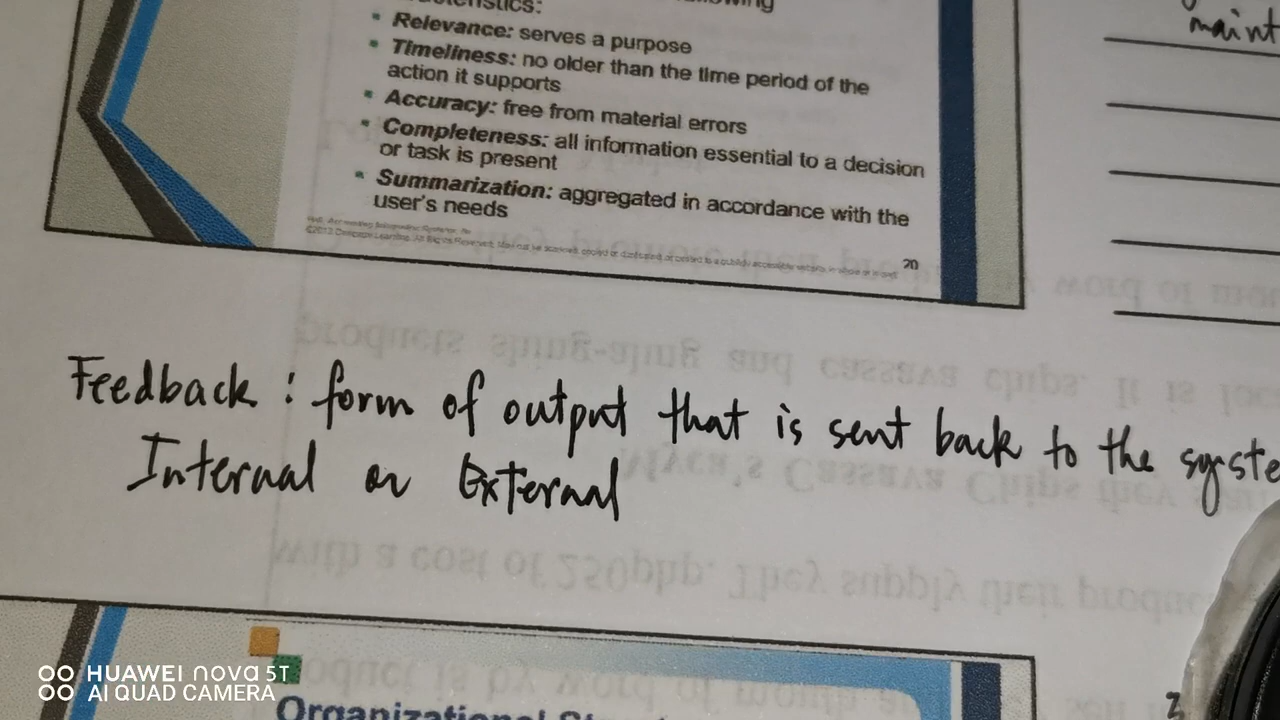 maint
Relevance: serves a purpose
Timeliness: no older than the time period of the
action it supports
Accuracy: free from material errors
Completeness: all information essential to a decision
or task is present
Summarization: aggregated in accordance with the
user's needs
20
Feedback : form of output that is sent back to the syste
Internal or External
HUAWEI nova 5T
AI QUAD CAMERA
Organizational